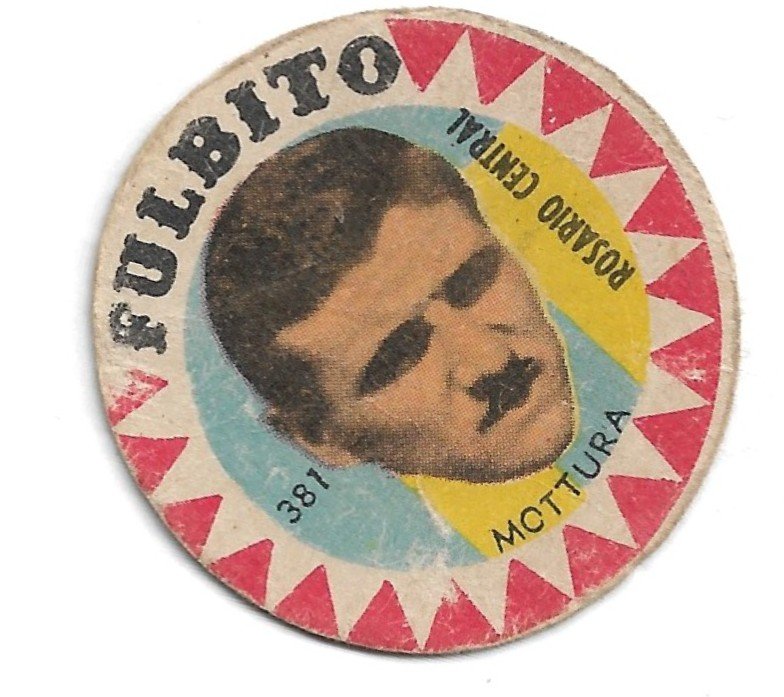 FULBITO
ROSARIO CENTRAL
381
MOTTURA